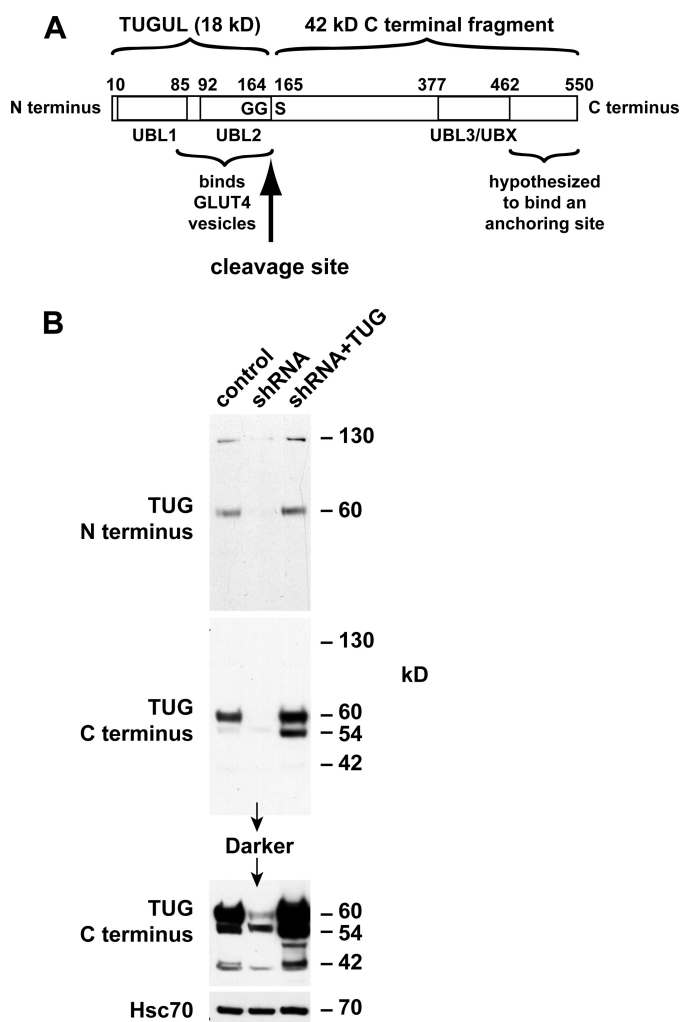 A
TUGUL (18 kD) 42 kD C terminal fragment
10 85 92 164 165 377 462 550
N terminus GG S C terminus
UBL1 UBL2 UBL3/UBX
binds
GLUT4
vesicles
hypothesized
to bind an
anchoring site
cleavage site
B
control shRNA shRNA+TUG
TUG
N terminus
– 130
– 60
TUG
C terminus
– 130
– 60
– 54
– 42
kD
Darker
TUG
C terminus
– 60
– 54
– 42
Hsc70 – 70